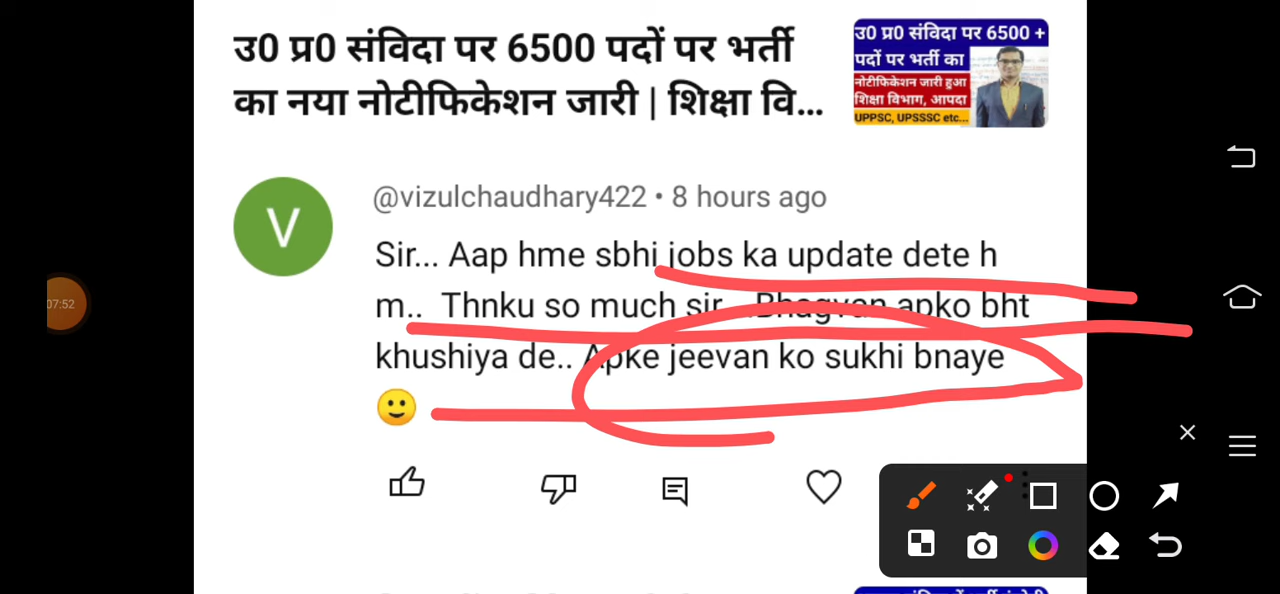 उ0 प्र0 संविदा पर 6500 पदों पर भर्ती
का नया नोटीफिकेशन जारी | शिक्षा वि...
उ0 प्र0 संविदा पर 6500 +
पदों पर भर्ती का
नोटीफिकेशन जारी हुआ
शिक्षा विभाग, आपदा
UPPSC, UPSSSC etc...
@vizulchaudhary422 • 8 hours ago
V
Sir... Aap hme sbhi jobs ka update dete h
m.. Thnku so much sir...Bhagvan apko bht
khushiya de.. Apke jeevan ko sukhi bnaye
🙂
07:52